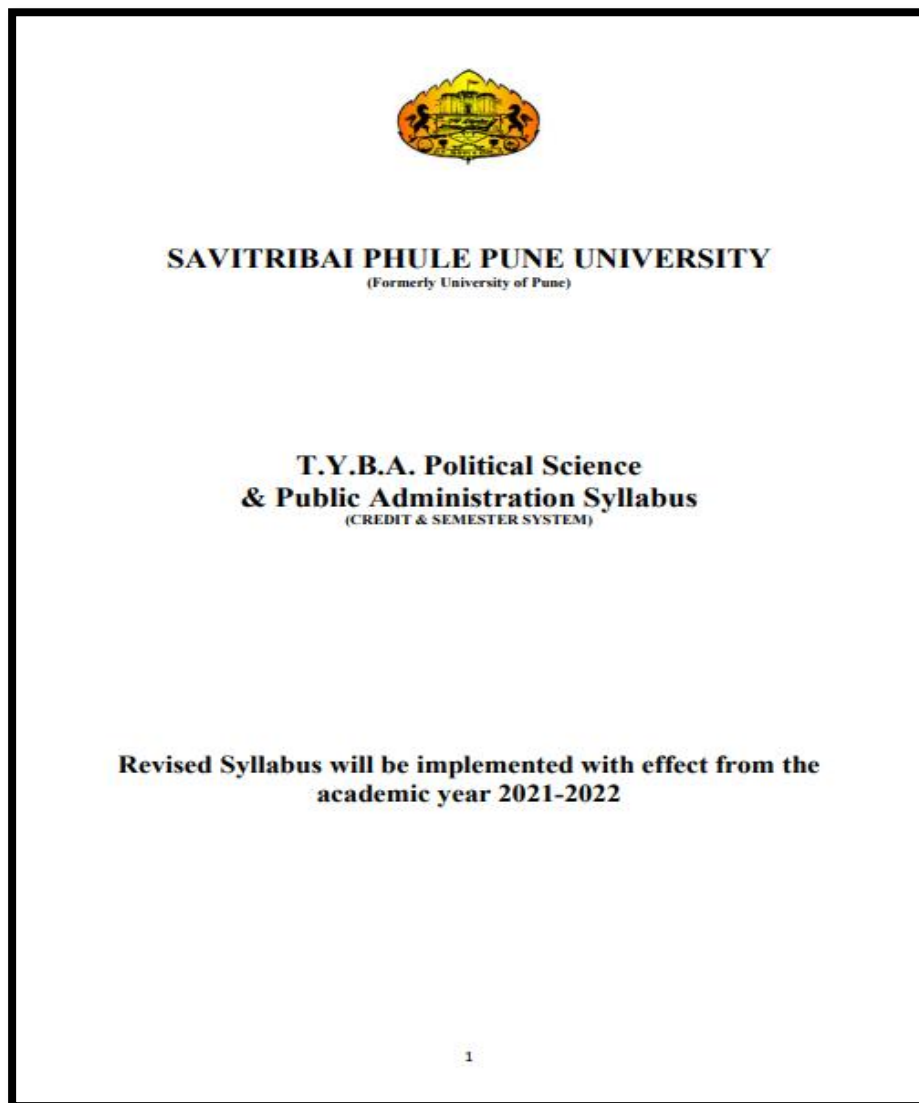 SAVITRIBAI PHULE PUNE UNIVERSITY
(Formerly University of Pune)
T.Y.B.A. Political Science
& Public Administration Syllabus
(CREDIT & SEMESTER SYSTEM)
Revised Syllabus will be implemented with effect from the
academic year 2021-2022
1